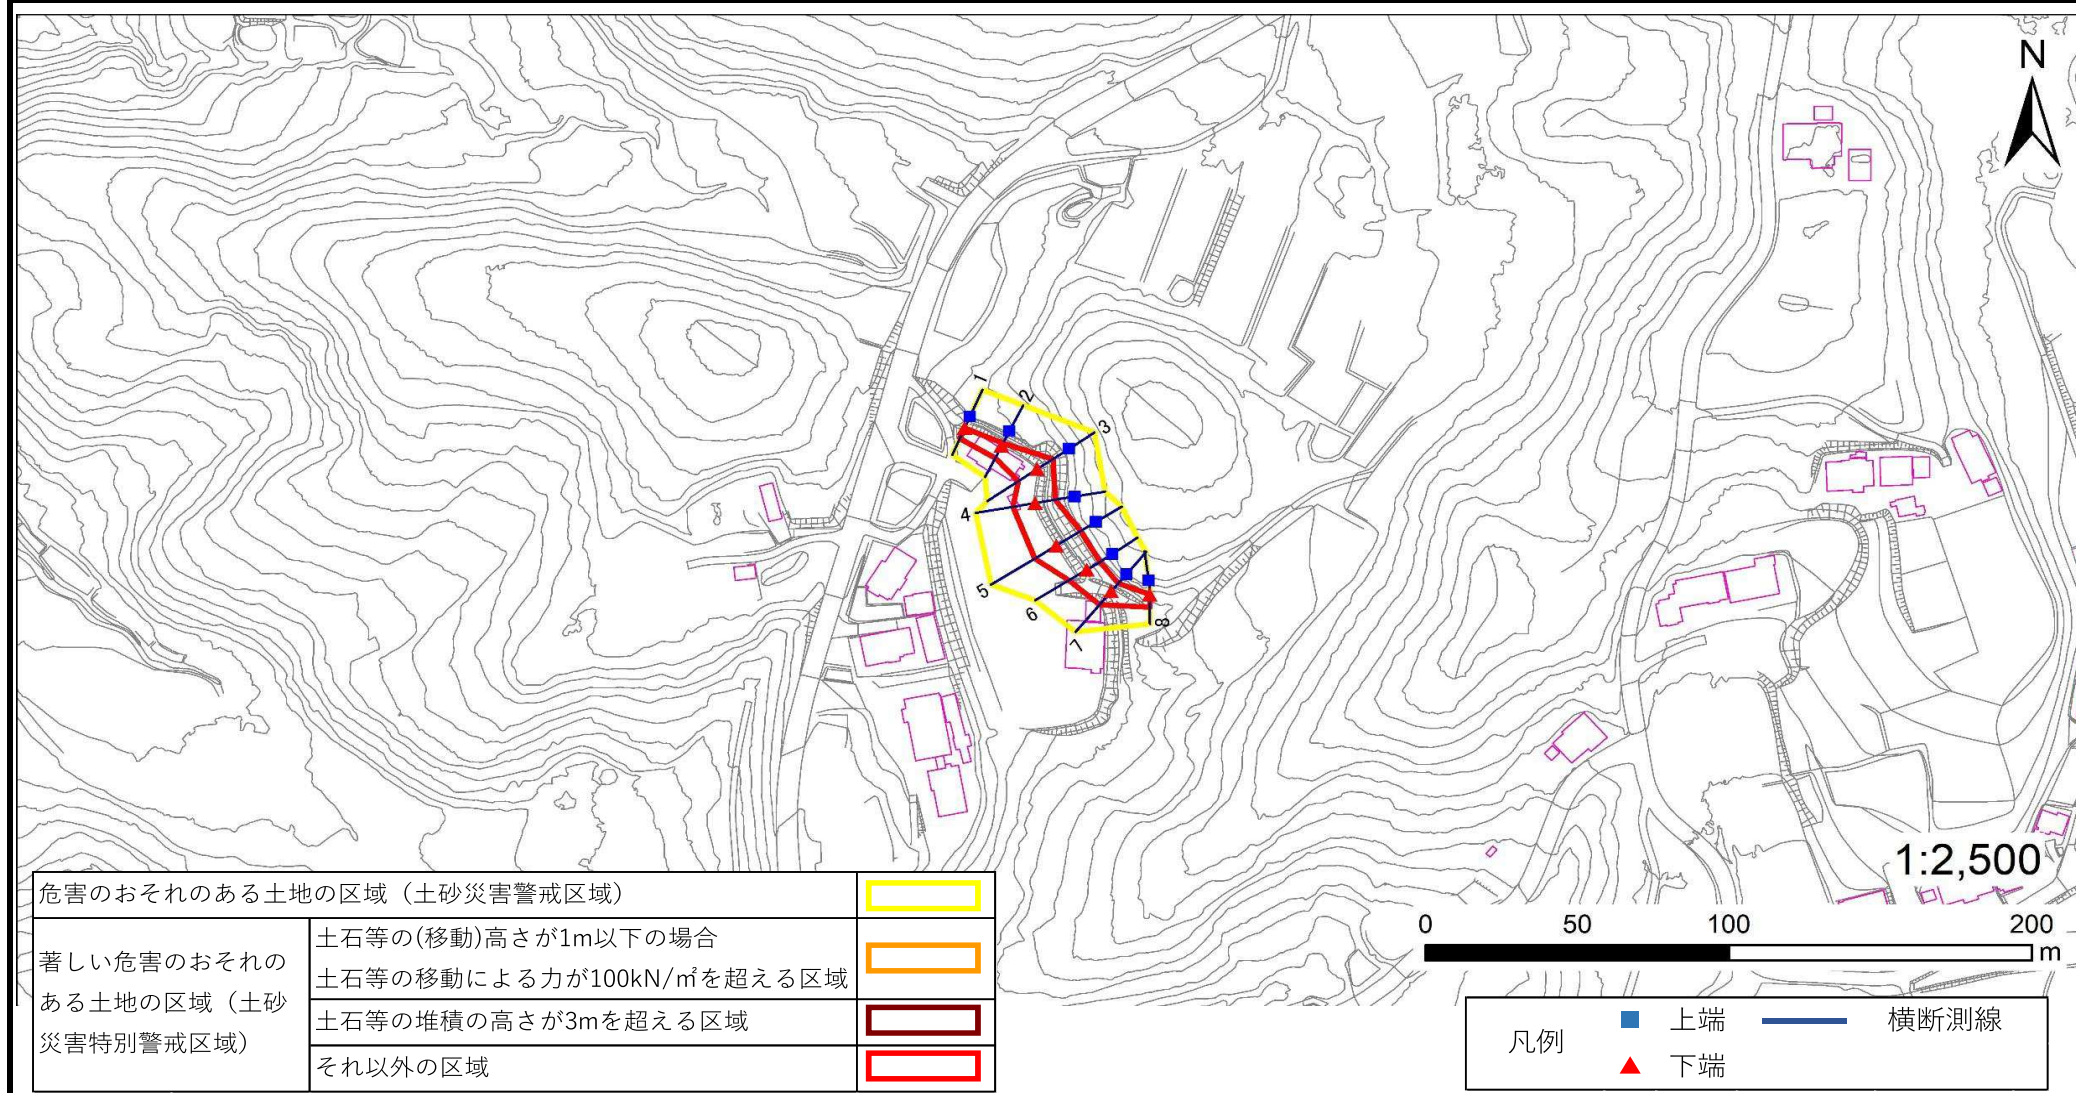 N
1
2
3
4
5
6
7
8
1:2,500
0 50 100 200
m
危害のおそれのある土地の区域（土砂災害警戒区域）
著しい危害のおそれの
ある土地の区域（土砂
災害特別警戒区域）
土石等の(移動)高さが1m以下の場合
土石等の移動による力が100kN/㎡を超える区域
土石等の堆積の高さが3mを超える区域
それ以外の区域
凡例
上端
横断測線
下端